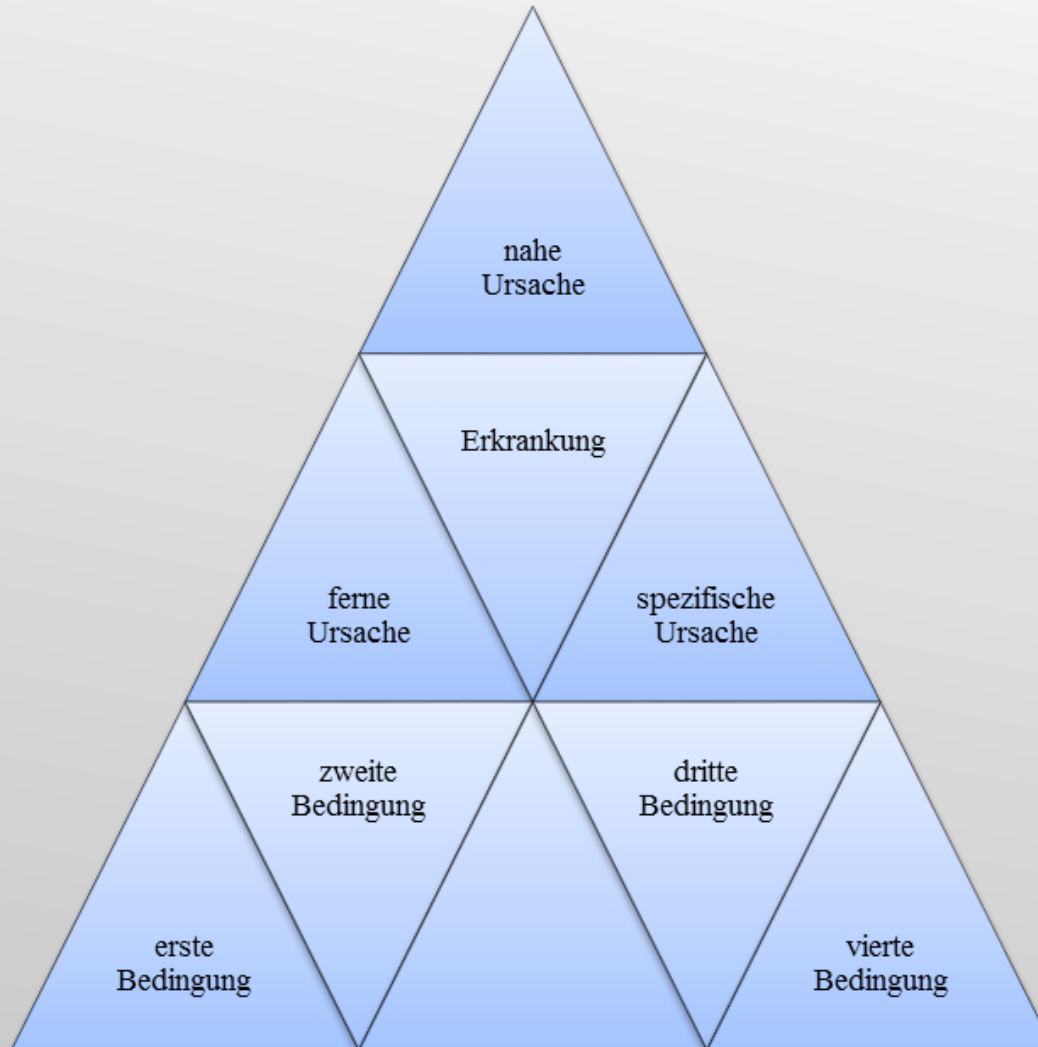 nahe
Ursache
Erkrankung
ferne
Ursache
spezifische
Ursache
zweite
Bedingung
dritte
Bedingung
erste
Bedingung
vierte
Bedingung